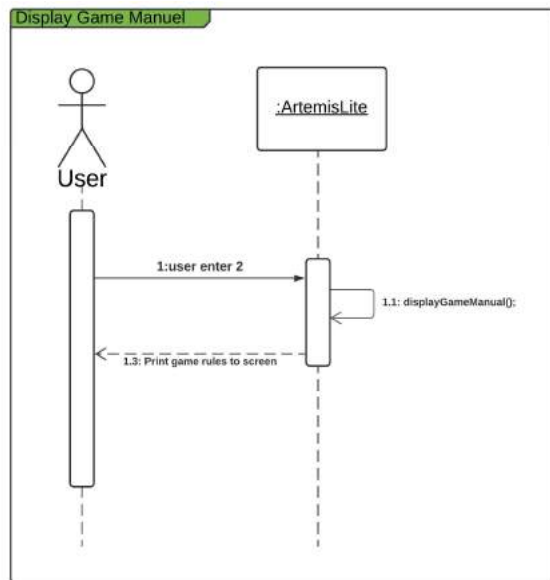 Display Game Manuel
:ArtemisLite
User
1:user enter 2
1.1: displayGameManual();
1.3: Print game rules to screen